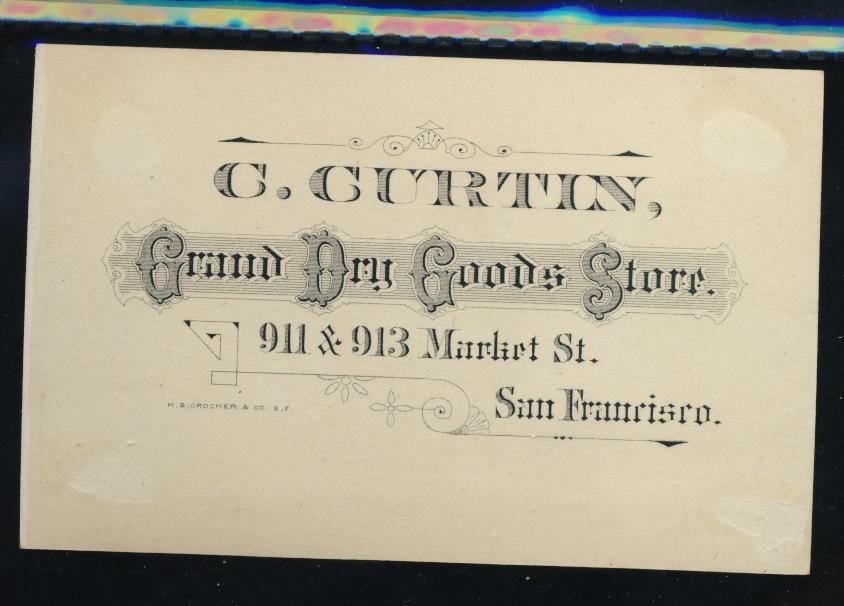 C. CURTIN,
Grand Dry Goods Store.
911 & 913 Market St.
San Francisco.
H. S. CROCKER & CO. S. F.